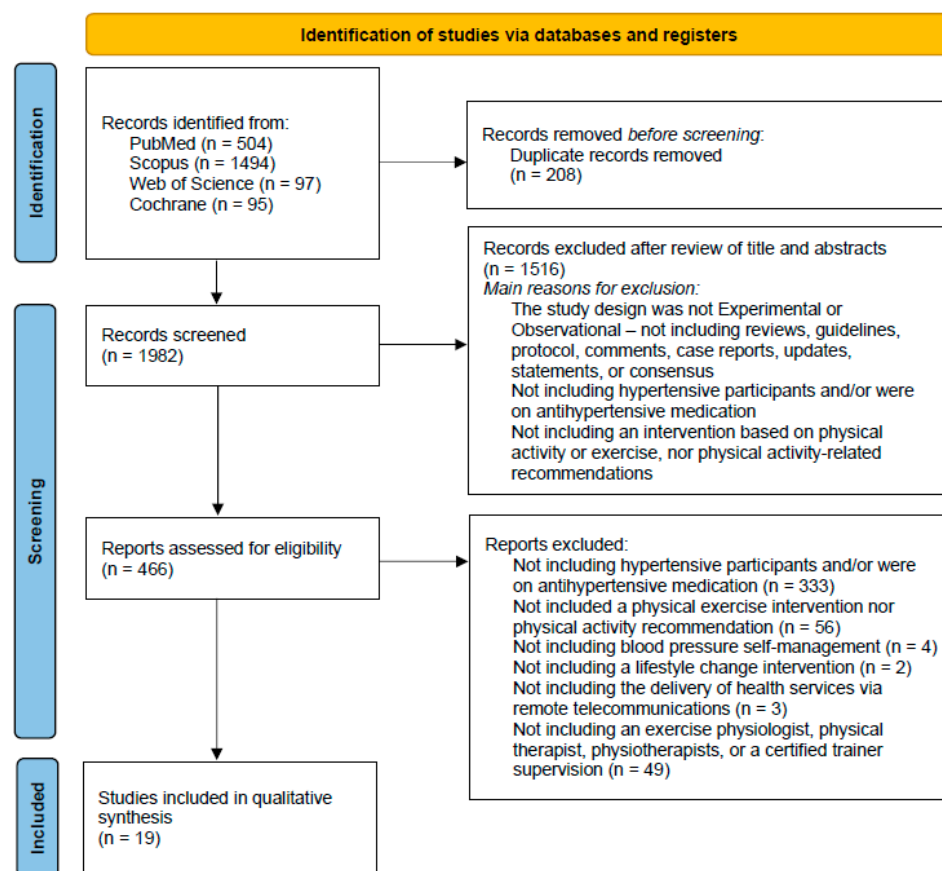 Identification of studies via databases and registers
Identification
Records identified from:
PubMed (n = 504)
Scopus (n = 1494)
Web of Science (n = 97)
Cochrane (n = 95)
Records removed before screening:
Duplicate records removed
(n = 208)
Screening
Records screened
(n = 1982)
Records excluded after review of title and abstracts
(n = 1516)
Main reasons for exclusion:
The study design was not Experimental or
Observational – not including reviews, guidelines,
protocol, comments, case reports, updates,
statements, or consensus
Not including hypertensive participants and/or were
on antihypertensive medication
Not including an intervention based on physical
activity or exercise, nor physical activity-related
recommendations
Reports assessed for eligibility
(n = 466)
Reports excluded:
Not including hypertensive participants and/or were
on antihypertensive medication (n = 333)
Not included a physical exercise intervention nor
physical activity recommendation (n = 56)
Not including blood pressure self-management (n = 4)
Not including a lifestyle change intervention (n = 2)
Not including the delivery of health services via
remote telecommunications (n = 3)
Not including an exercise physiologist, physical
therapist, physiotherapists, or a certified trainer
supervision (n = 49)
Included
Studies included in qualitative
synthesis
(n = 19)